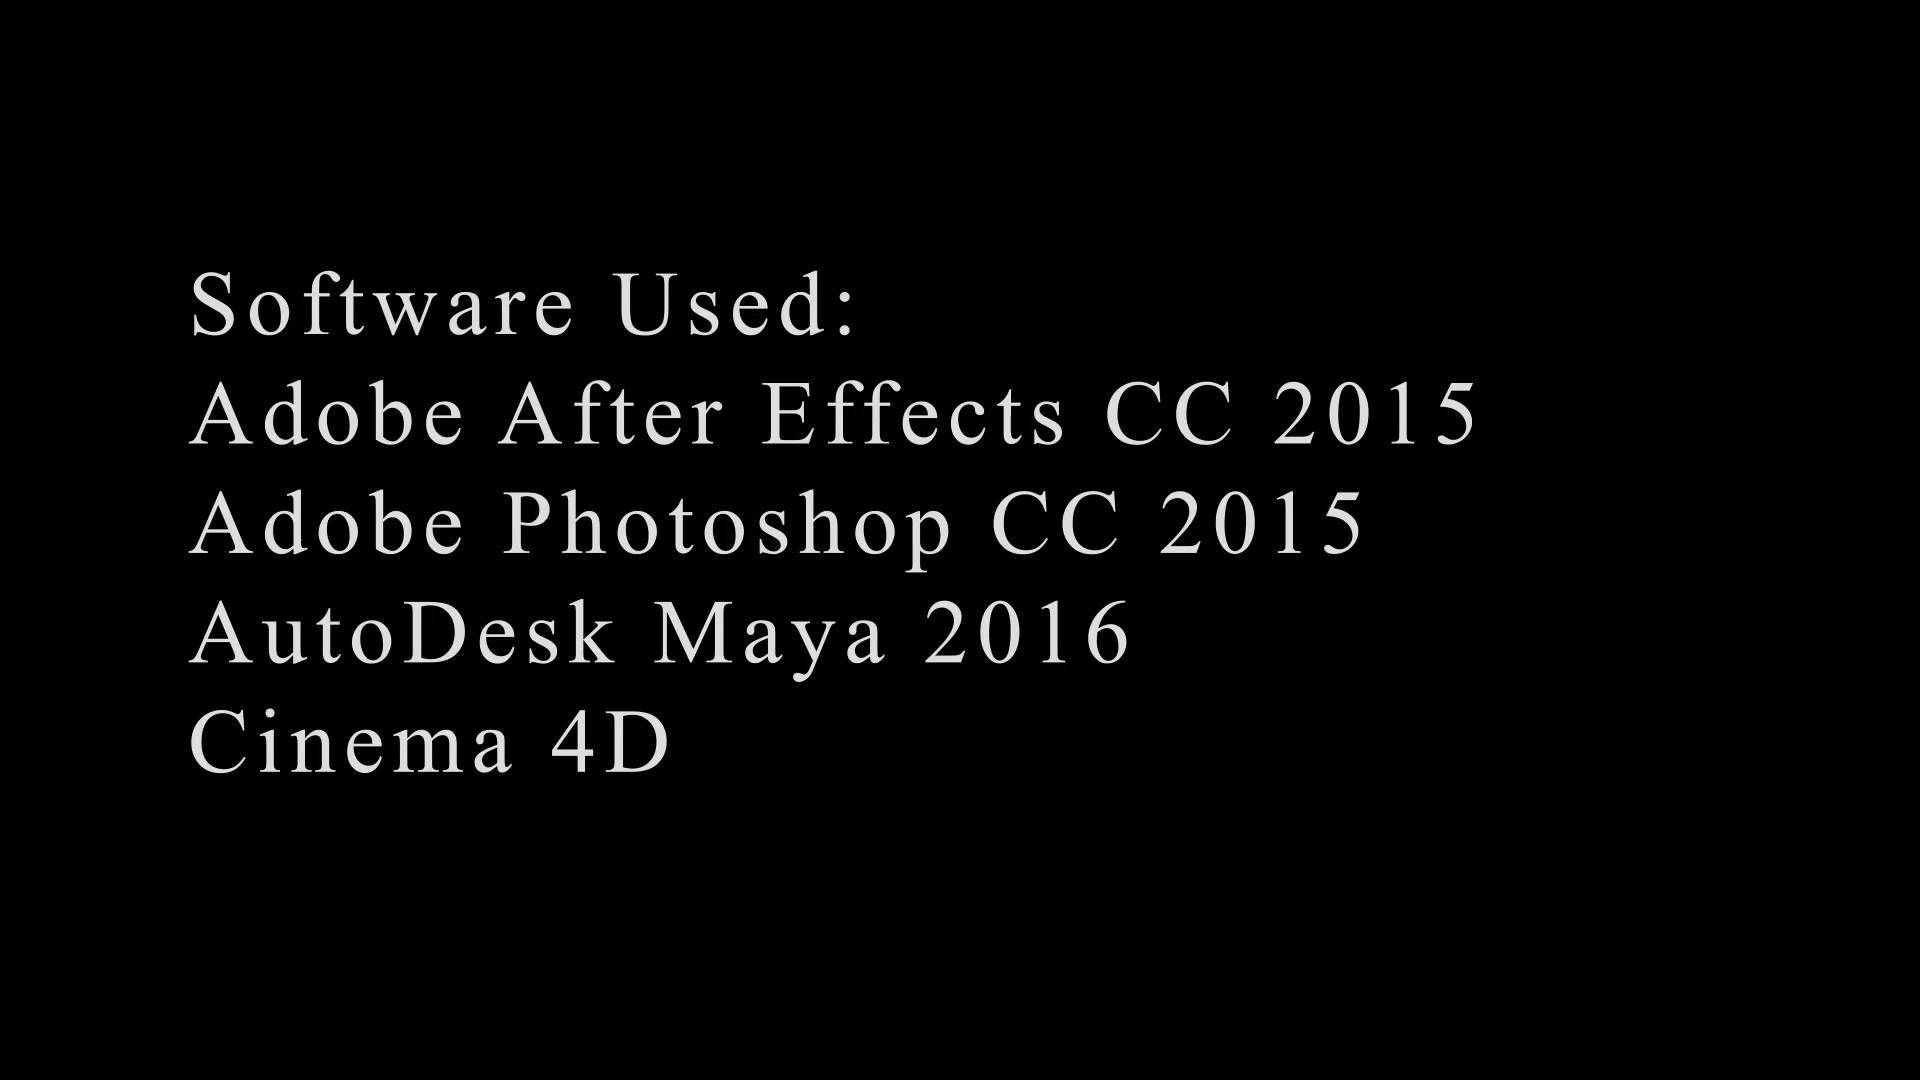 Software Used:
Adobe After Effects CC 2015
Adobe Photoshop CC 2015
AutoDesk Maya 2016
Cinema 4D